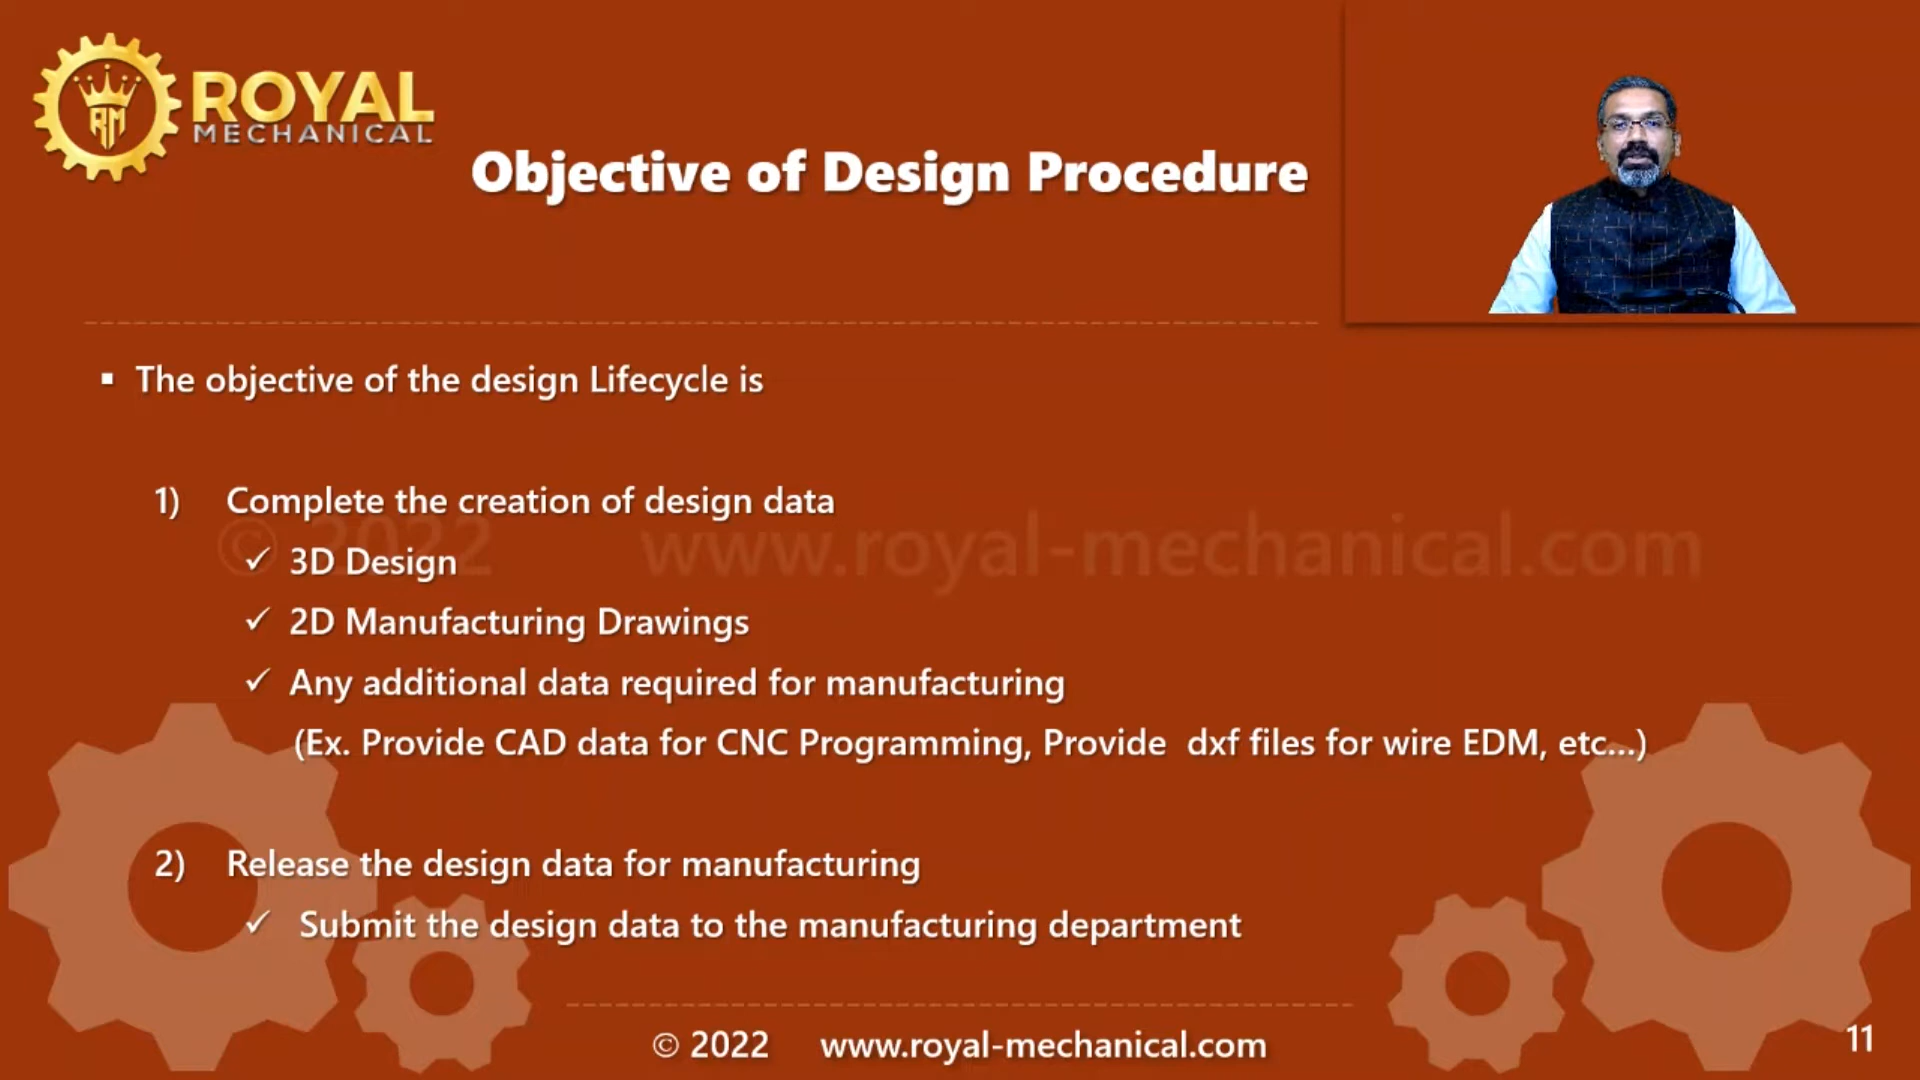 RM
ROYAL
MECHANICAL
Objective of Design Procedure
▪ The objective of the design Lifecycle is
1) Complete the creation of design data
© 2022 www.royal-mechanical.com
✓ 3D Design
✓ 2D Manufacturing Drawings
✓ Any additional data required for manufacturing
(Ex. Provide CAD data for CNC Programming, Provide dxf files for wire EDM, etc...)
2) Release the design data for manufacturing
✓ Submit the design data to the manufacturing department
© 2022 www.royal-mechanical.com
11